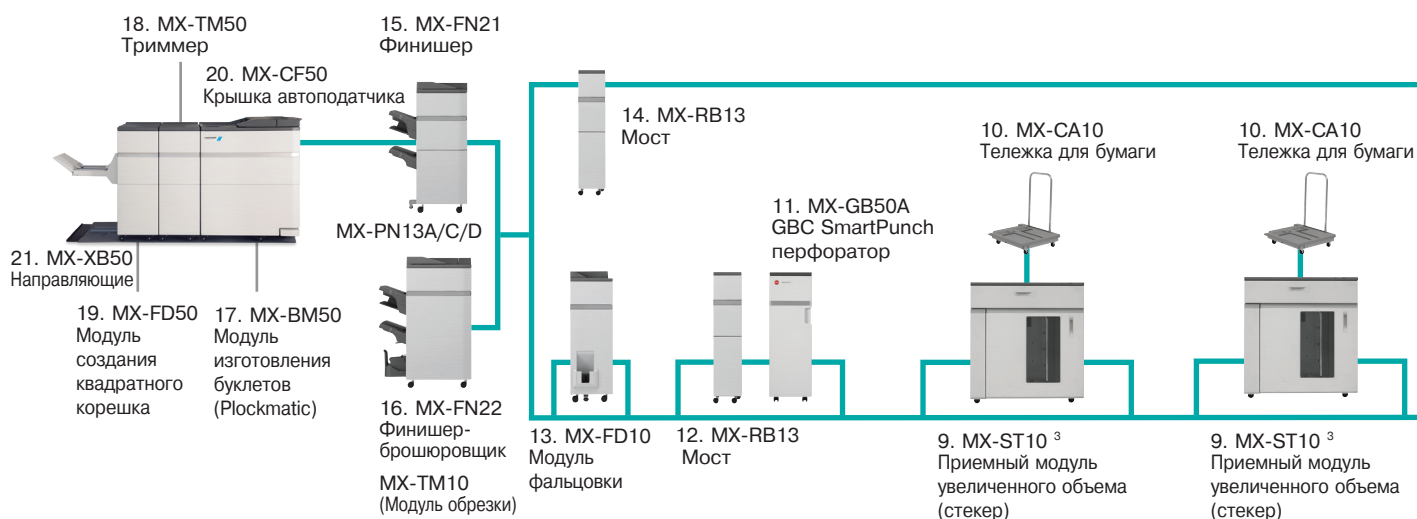 18. MX-TM50
Триммер
20. MX-CF50
Крышка автоподатчика
15. MX-FN21
Финишер
14. MX-RB13
Мост
10. MX-CA10
Тележка для бумаги
10. MX-CA10
Тележка для бумаги
MX-PN13A/C/D
11. MX-GB50A
GBC SmartPunch
перфоратор
21. MX-XB50
Направляющие
19. MX-FD50
Модуль
создания
квадратного
корешка
17. MX-BM50
Модуль
изготовления
буклетов
(Plockmatic)
16. MX-FN22
Финишер-
брошюровщик
MX-TM10
(Модуль обрезки)
13. MX-FD10
Модуль
фальцовки
12. MX-RB13
Мост
9. MX-ST10 3
Приемный модуль
увеличенного объема
(стекер)
9. MX-ST10 3
Приемный модуль
увеличенного объема
(стекер)